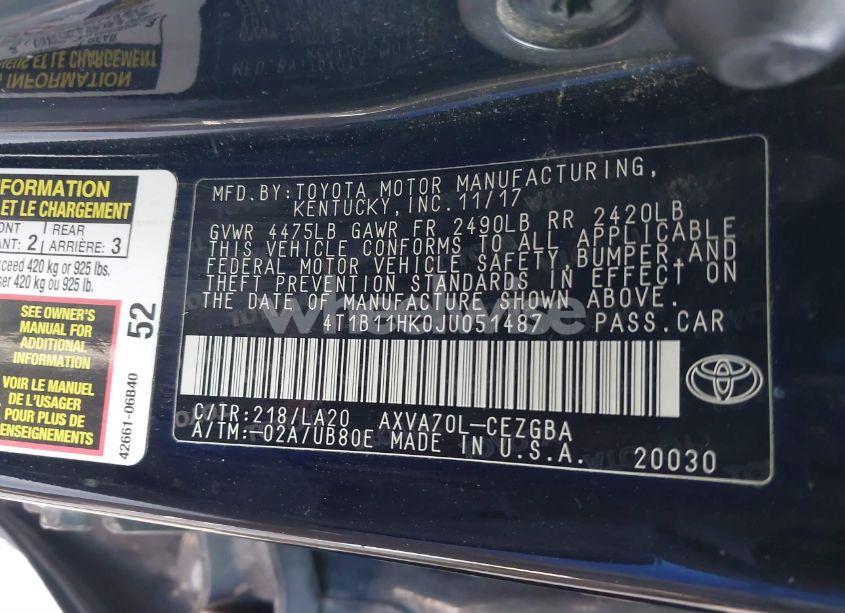 FORMATION
ET LE CHARGEMENT
ONT | REAR
ANT: 2 | ARRIÈRE: 3
xceed 420 kg or 925 lbs.
ser 420 kg ou 925 lb.
SEE OWNER'S
MANUAL FOR
ADDITIONAL
INFORMATION
VOIR LE MANUEL
DE L'USAGER
POUR PLUS DE
RENSEIGNEMENTS
52
42661-06B40
MFD.BY:TOYOTA MOTOR MANUFACTURING,
KENTUCKY,INC.11/17
GVWR 4475LB GAWR FR 2490LB RR 2420LB
THIS VEHICLE CONFORMS TO ALL APPLICABLE
FEDERAL MOTOR VEHICLE SAFETY,BUMPER,AND
THEFT PREVENTION STANDARDS IN EFFECT ON
THE DATE OF MANUFACTURE SHOWN ABOVE.
4T1B11HK0JU051487 PASS.CAR
C/TR:218/LA20 AXVA70L-CEZGBA
A/TM:-02A/UB80E MADE IN U.S.A. 20030